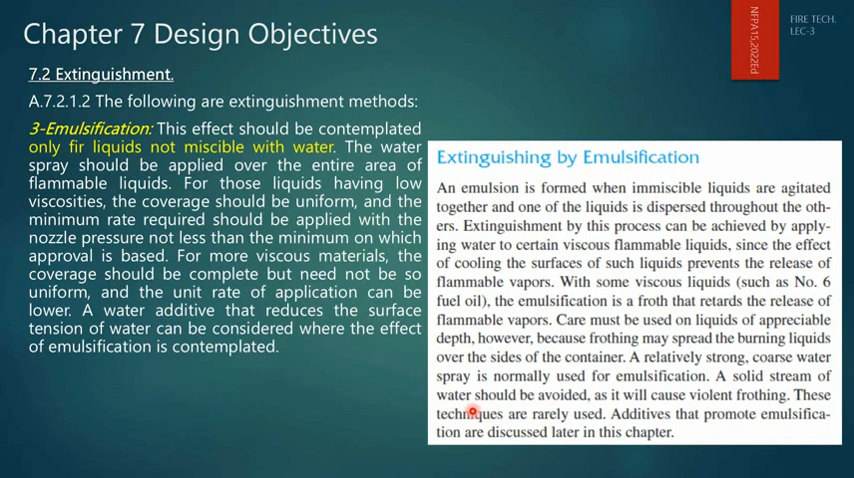 Chapter 7 Design Objectives
NFPA15,2022Ed
FIRE TECH.
LEC-3
7.2 Extinguishment.
A.7.2.1.2 The following are extinguishment methods:
3-Emulsification: This effect should be contemplated
only fir liquids not miscible with water. The water
spray should be applied over the entire area of
flammable liquids. For those liquids having low
viscosities, the coverage should be uniform, and the
minimum rate required should be applied with the
nozzle pressure not less than the minimum on which
approval is based. For more viscous materials, the
coverage should be complete but need not be so
uniform, and the unit rate of application can be
lower. A water additive that reduces the surface
tension of water can be considered where the effect
of emulsification is contemplated.
Extinguishing by Emulsification
An emulsion is formed when immiscible liquids are agitated
together and one of the liquids is dispersed throughout the oth-
ers. Extinguishment by this process can be achieved by apply-
ing water to certain viscous flammable liquids, since the effect
of cooling the surfaces of such liquids prevents the release of
flammable vapors. With some viscous liquids (such as No. 6
fuel oil), the emulsification is a froth that retards the release of
flammable vapors. Care must be used on liquids of appreciable
depth, however, because frothing may spread the burning liquids
over the sides of the container. A relatively strong, coarse water
spray is normally used for emulsification. A solid stream of
water should be avoided, as it will cause violent frothing. These
techniques are rarely used. Additives that promote emulsifica-
tion are discussed later in this chapter.